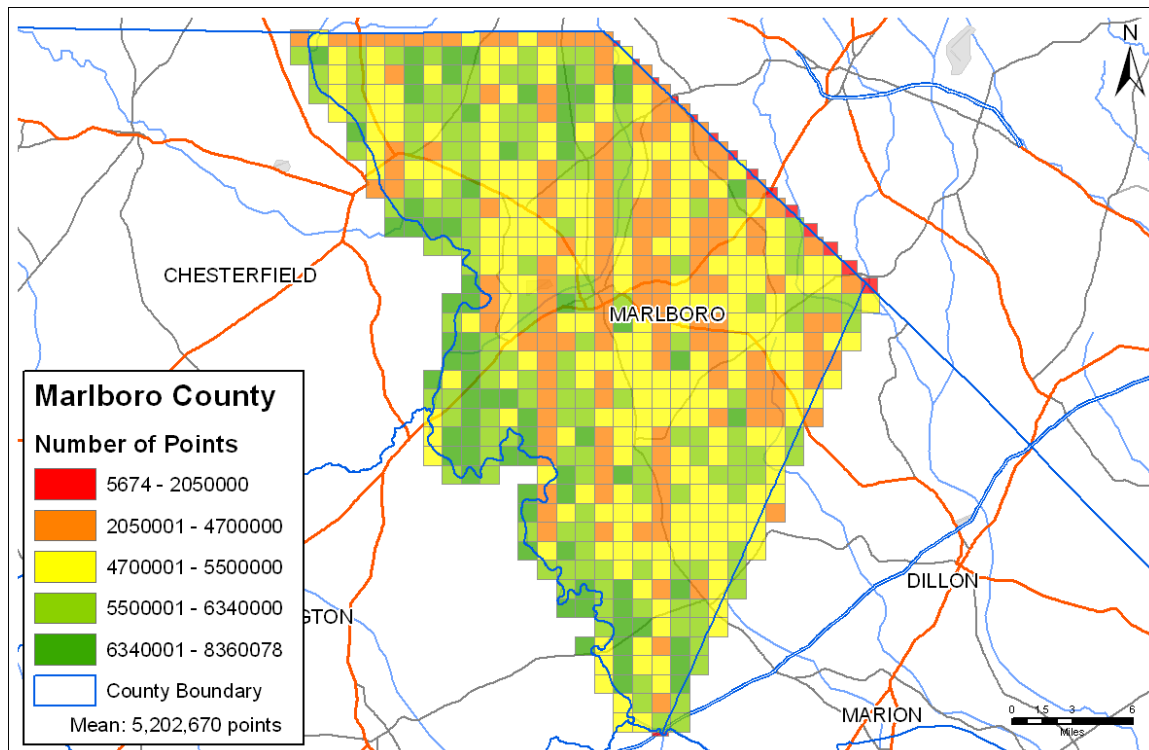 N
CHESTERFIELD
MARLBORO
Marlboro County
Number of Points
5674 - 2050000
2050001 - 4700000
4700001 - 5500000
5500001 - 6340000
6340001 - 8360078
County Boundary
Mean: 5,202,670 points
GTON
DILLON
MARION
0 1.5 3 6
Miles